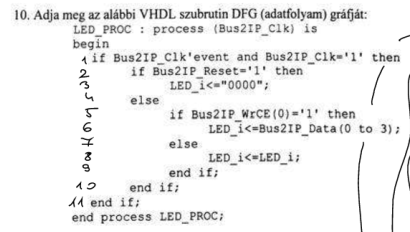 10. Adja meg az alábbi VHDL szubrutin DFG (adatfolyam) gráfját:
LED_PROC : process (Bus2IP_Clk) is
begin
1 if Bus2IP_Clk'event and Bus2IP_Clk='1' then
2 if Bus2IP_Reset='1' then
3 LED_i<="0000";
4 else
5 if Bus2IP_WrCE(0)='1' then
6 LED_i<=Bus2IP_Data(0 to 3);
7 else
8 LED_i<=LED_i;
9 end if;
10 end if;
11 end if;
end process LED_PROC;